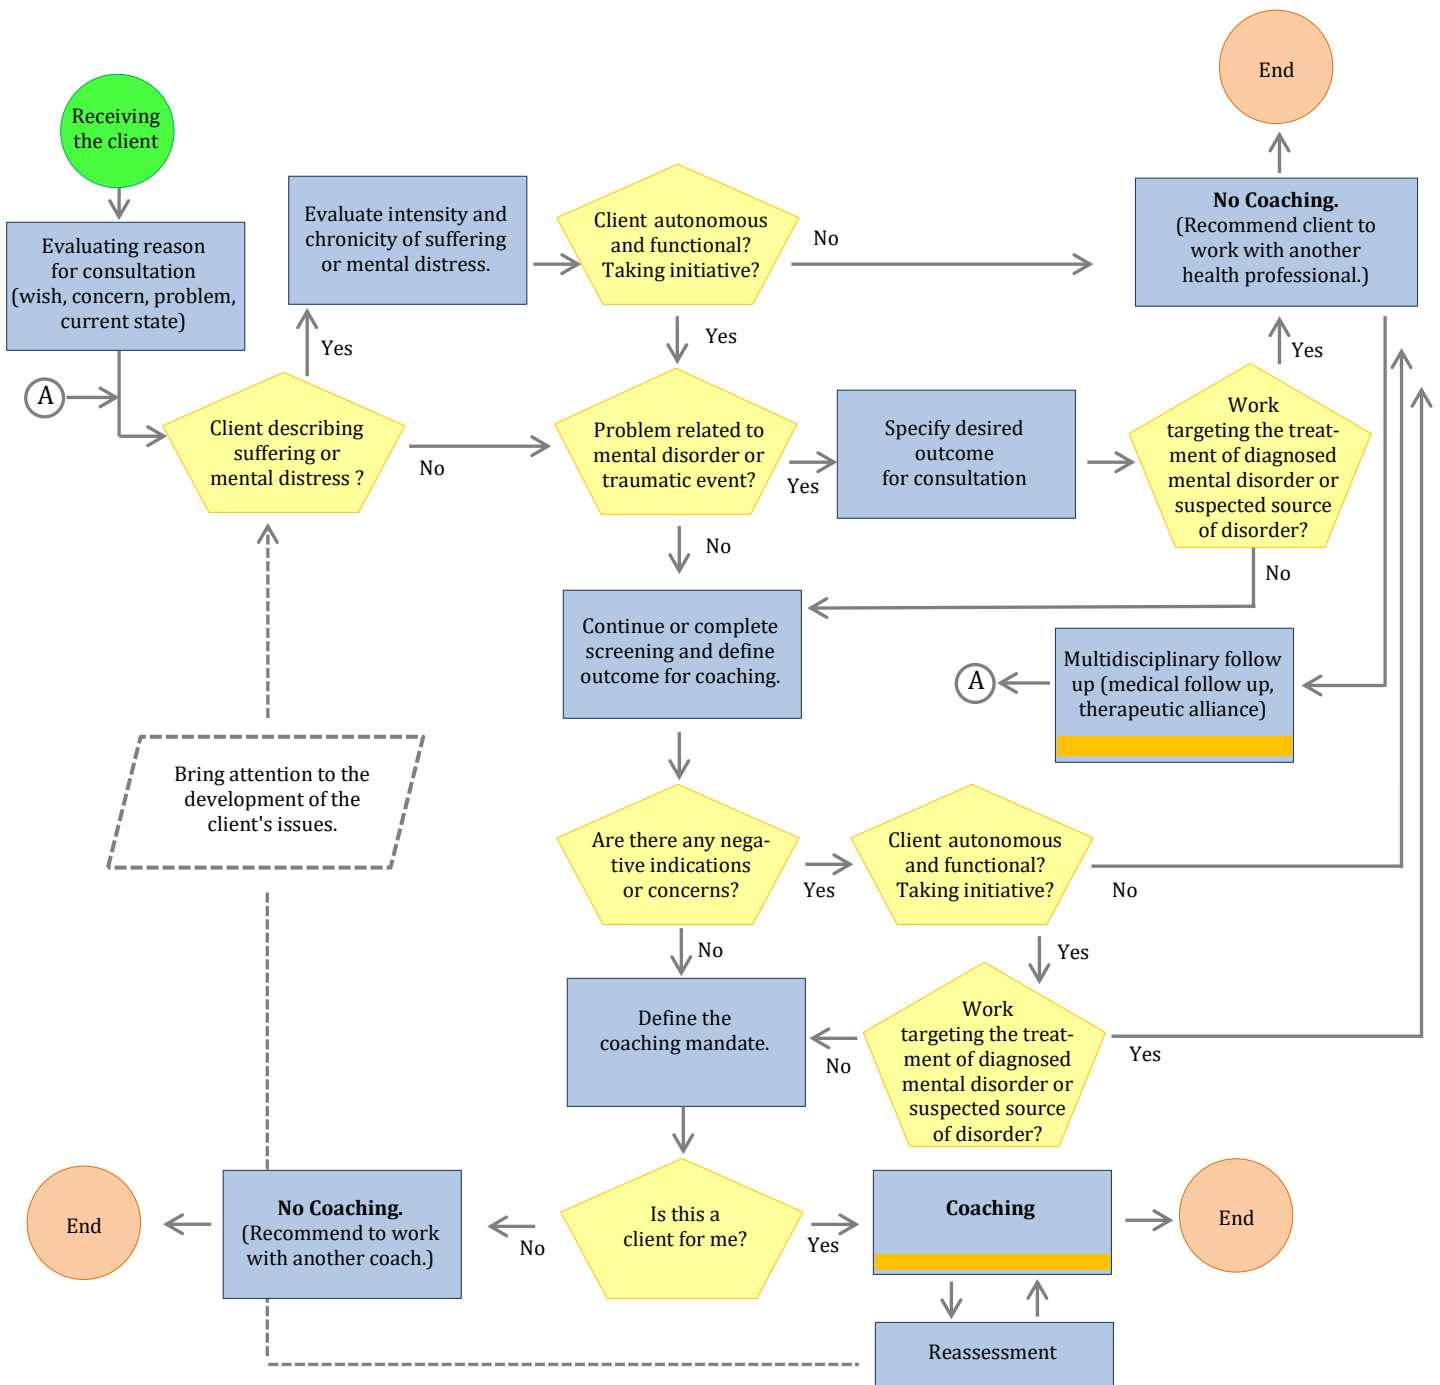 End
Receiving
the client
Evaluating reason
for consultation
(wish, concern, problem,
current state)
Evaluate intensity and
chronicity of suffering
or mental distress.
Client autonomous
and functional?
Taking initiative?
No
No Coaching.
(Recommend client to
work with another
health professional.)
Yes
Yes
Yes
A
Client describing
suffering or
mental distress ?
No
Problem related to
mental disorder or
traumatic event?
Yes
Specify desired
outcome
for consultation
Work
targeting the treat-
ment of diagnosed
mental disorder or
suspected source
of disorder?
No
No
Continue or complete
screening and define
outcome for coaching.
A
Multidisciplinary follow
up (medical follow up,
therapeutic alliance)
Bring attention to the
development of the
client's issues.
Are there any nega-
tive indications
or concerns?
Yes
Client autonomous
and functional?
Taking initiative?
No
No
Yes
Define the
coaching mandate.
No
Work
targeting the treat-
ment of diagnosed
mental disorder or
suspected source
of disorder?
Yes
End
No Coaching.
(Recommend to work
with another coach.)
No
Is this a
client for me?
Yes
Coaching
End
Reassessment